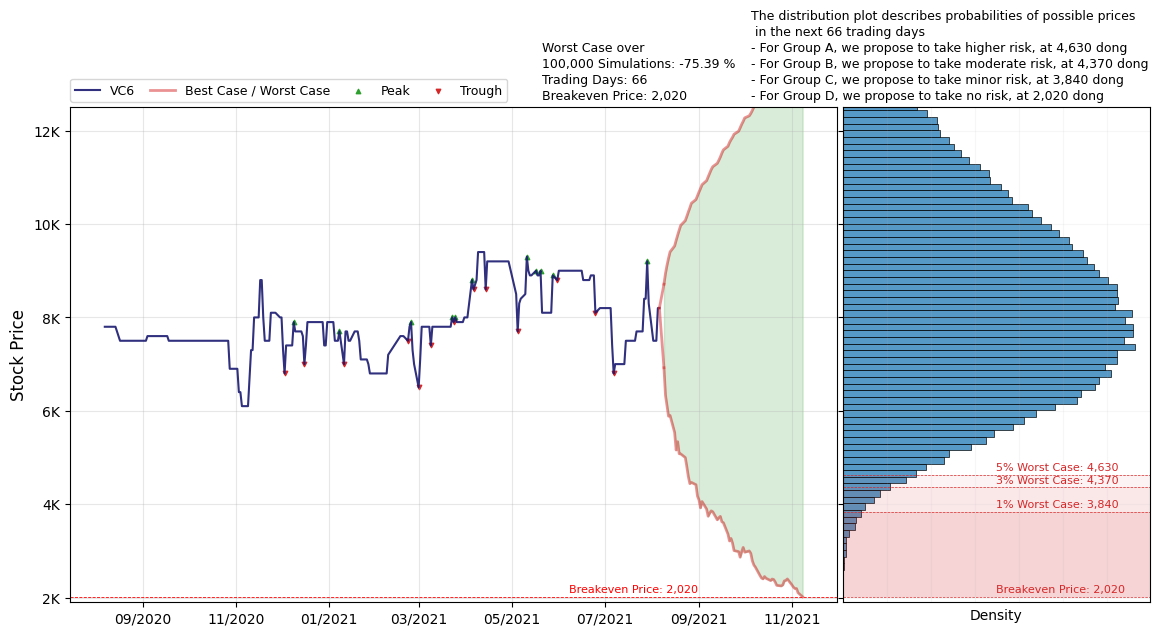 The distribution plot describes probabilities of possible prices
in the next 66 trading days
- For Group A, we propose to take higher risk, at 4,630 dong
- For Group B, we propose to take moderate risk, at 4,370 dong
- For Group C, we propose to take minor risk, at 3,840 dong
- For Group D, we propose to take no risk, at 2,020 dong
Worst Case over
100,000 Simulations: -75.39 %
Trading Days: 66
Breakeven Price: 2,020
VC6
Best Case / Worst Case
Peak
Trough
Stock Price
12K
10K
8K
6K
4K
2K
Breakeven Price: 2,020
09/2020
11/2020
01/2021
03/2021
05/2021
07/2021
09/2021
11/2021
5% Worst Case: 4,630
3% Worst Case: 4,370
1% Worst Case: 3,840
Breakeven Price: 2,020
Density